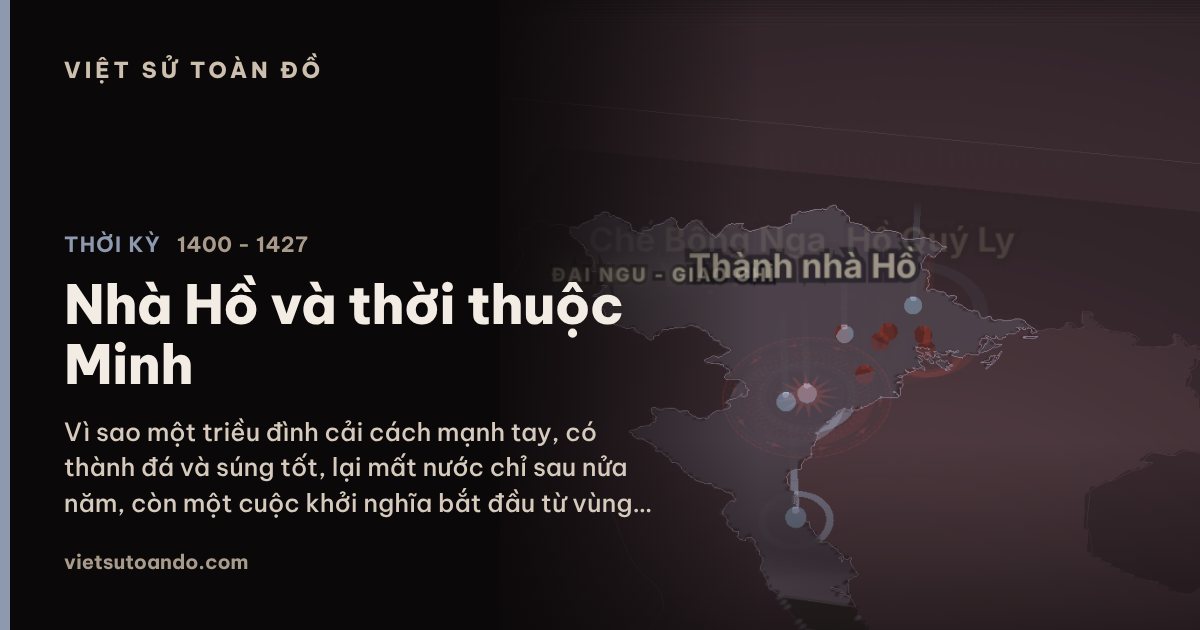 VIỆT SỬ TOÀN ĐỒ
THỜI KỲ 1400 - 1427
Nhà Hồ và thời thuộc
Minh
Vì sao một triều đình cải cách mạnh tay, có
thành đá và súng tốt, lại mất nước chỉ sau nửa
năm, còn một cuộc khởi nghĩa bắt đầu từ vùng...
vietsutoando.com
Chế Bồng Nga Hồ Quý Ly
Thành nhà Hồ
ĐẠI NGU - GIAO CHỈ